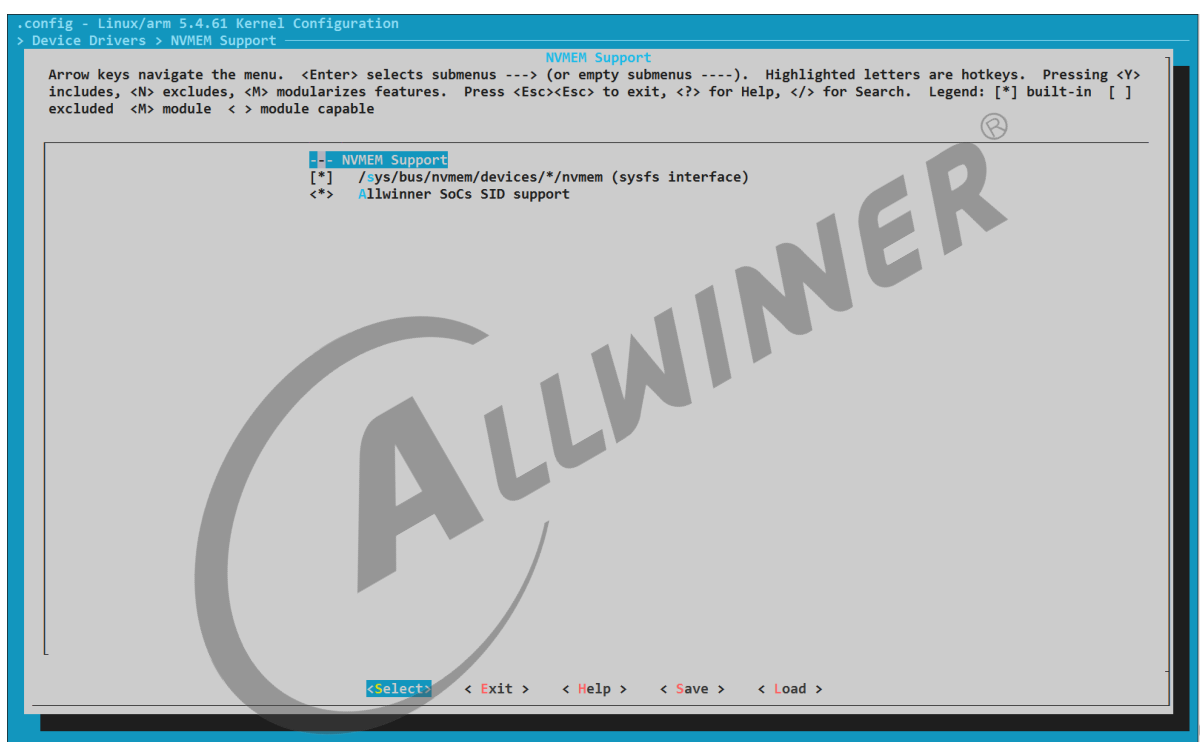 .config - Linux/arm 5.4.61 Kernel Configuration
> Device Drivers > NVMEM Support
NVMEM Support
Arrow keys navigate the menu.  <Enter> selects submenus ---> (or empty submenus ----).  Highlighted letters are hotkeys.  Pressing <Y>
includes, <N> excludes, <M> modularizes features.  Press <Esc><Esc> to exit, <?> for Help, </> for Search.  Legend: [*] built-in  [ ]
excluded  <M> module  < > module capable
--- NVMEM Support
[*]   /sys/bus/nvmem/devices/*/nvmem (sysfs interface)
<*>   Allwinner SoCs SID support
ALLWINNER®
<Select>    < Exit >    < Help >    < Save >    < Load >